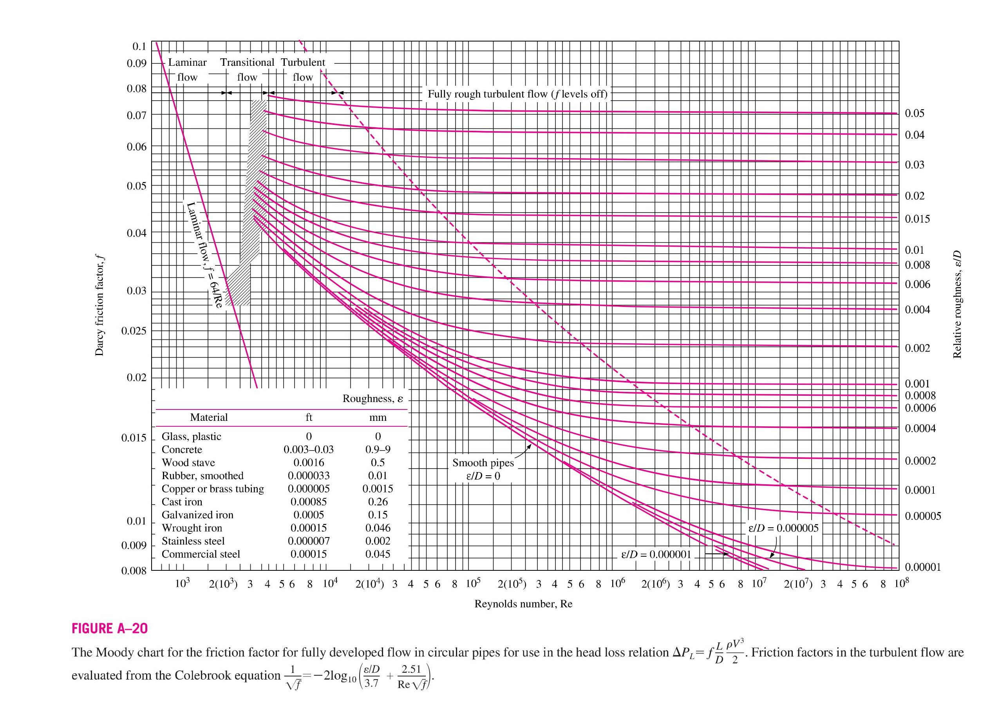 0.1
0.09
0.08
0.07
0.06
0.05
0.04
0.03
0.025
0.02
0.015
0.01
0.009
0.008
Darcy friction factor, f
Laminar flow
Transitional flow
Turbulent flow
Fully rough turbulent flow (f levels off)
Laminar flow, f = 64/Re
0.05
0.04
0.03
0.02
0.015
0.01
0.008
0.006
0.004
0.002
0.001
0.0008
0.0006
0.0004
0.0002
0.0001
0.00005
0.00001
Relative roughness, ε/D
Roughness, ε
Material ft mm
Glass, plastic 0 0
Concrete 0.003–0.03 0.9–9
Wood stave 0.0016 0.5
Rubber, smoothed 0.000033 0.01
Copper or brass tubing 0.000005 0.0015
Cast iron 0.00085 0.26
Galvanized iron 0.0005 0.15
Wrought iron 0.00015 0.046
Stainless steel 0.000007 0.002
Commercial steel 0.00015 0.045
Smooth pipes
ε/D = 0
ε/D = 0.000005
ε/D = 0.000001
10³ 2(10³) 3 4 5 6 8 10⁴ 2(10⁴) 3 4 5 6 8 10⁵ 2(10⁵) 3 4 5 6 8 10⁶ 2(10⁶) 3 4 5 6 8 10⁷ 2(10⁷) 3 4 5 6 8 10⁸
Reynolds number, Re
FIGURE A–20
The Moody chart for the friction factor for fully developed flow in circular pipes for use in the head loss relation ΔP_L = f L/D ρV³/2. Friction factors in the turbulent flow are
evaluated from the Colebrook equation 1/√f = −2log₁₀(ε/D/3.7 + 2.51/Re√f).